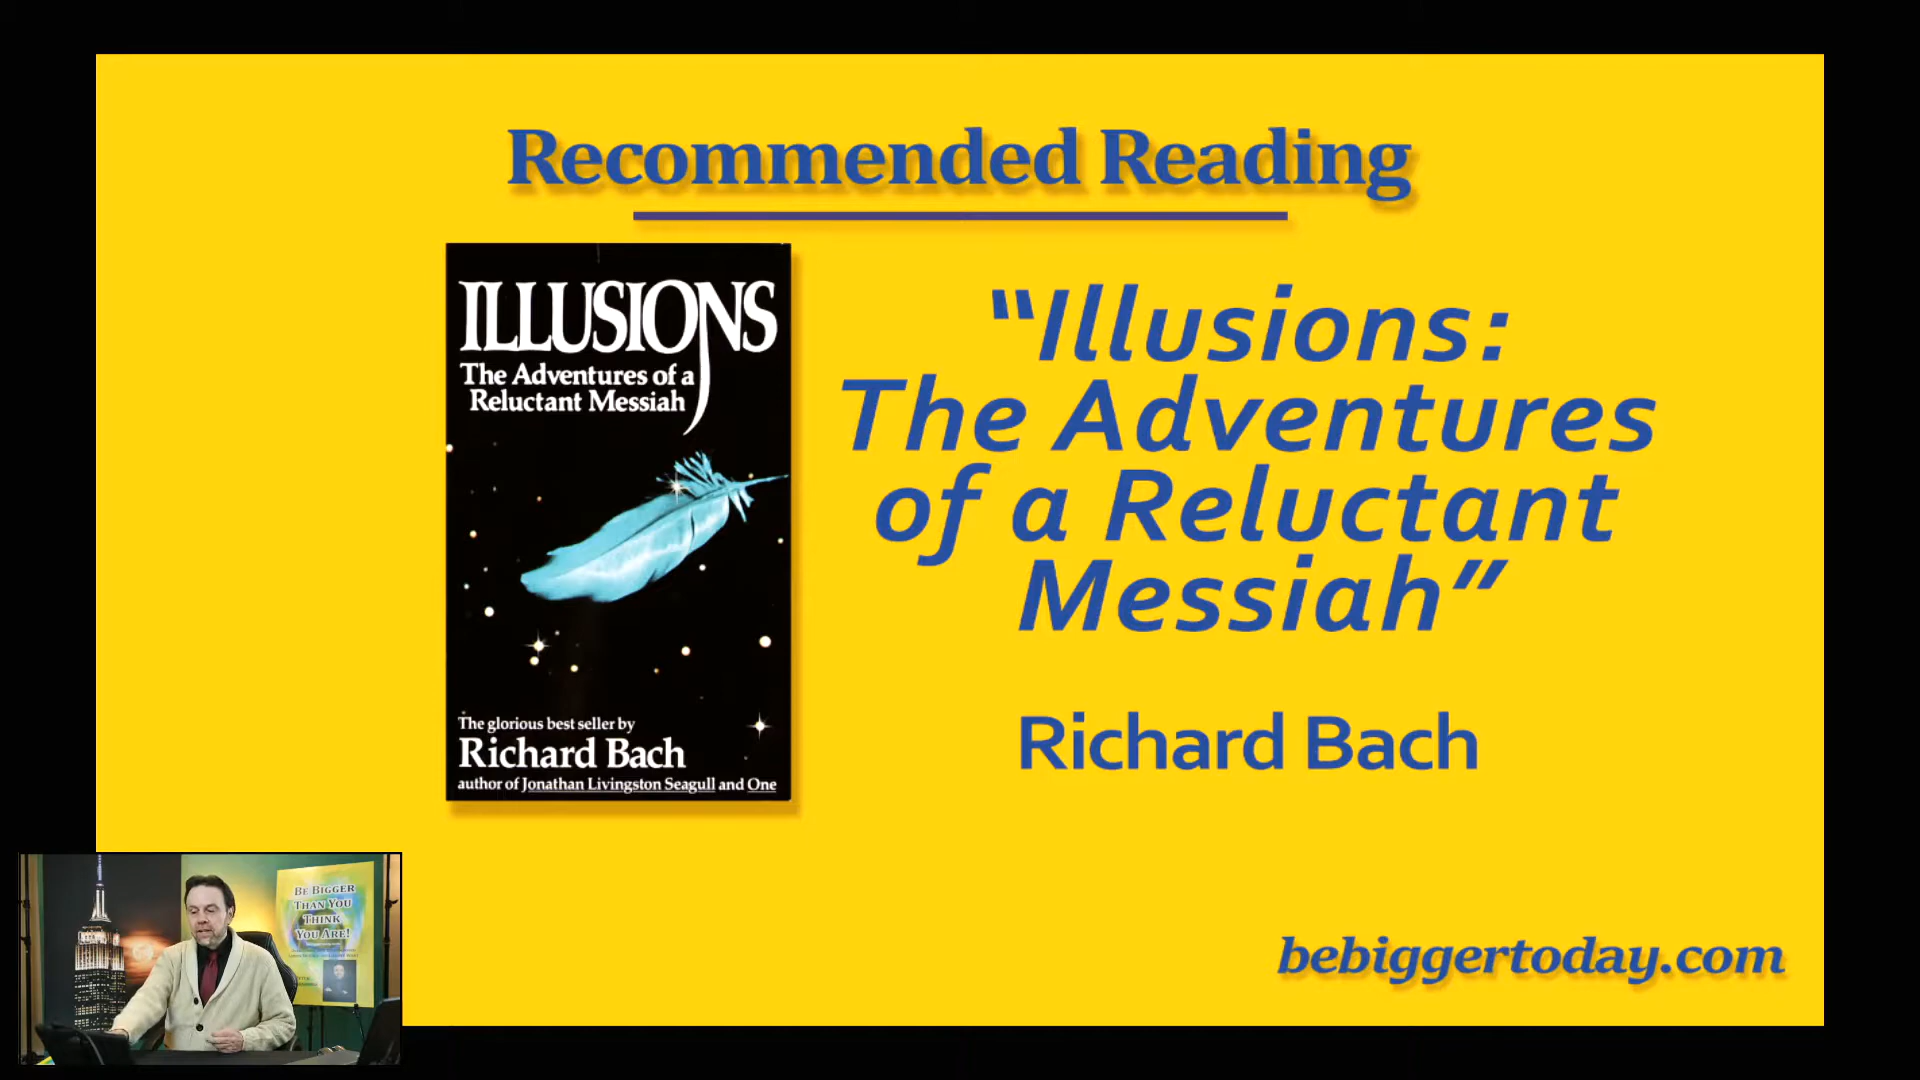 Recommended Reading
ILLUSIONS
The Adventures of a
Reluctant Messiah
The glorious best seller by
Richard Bach
author of Jonathan Livingston Seagull and One
“Illusions:
The Adventures
of a Reluctant
Messiah”
Richard Bach
BE BIGGER
THAN YOU
THINK
YOU ARE!
bebiggertoday.com